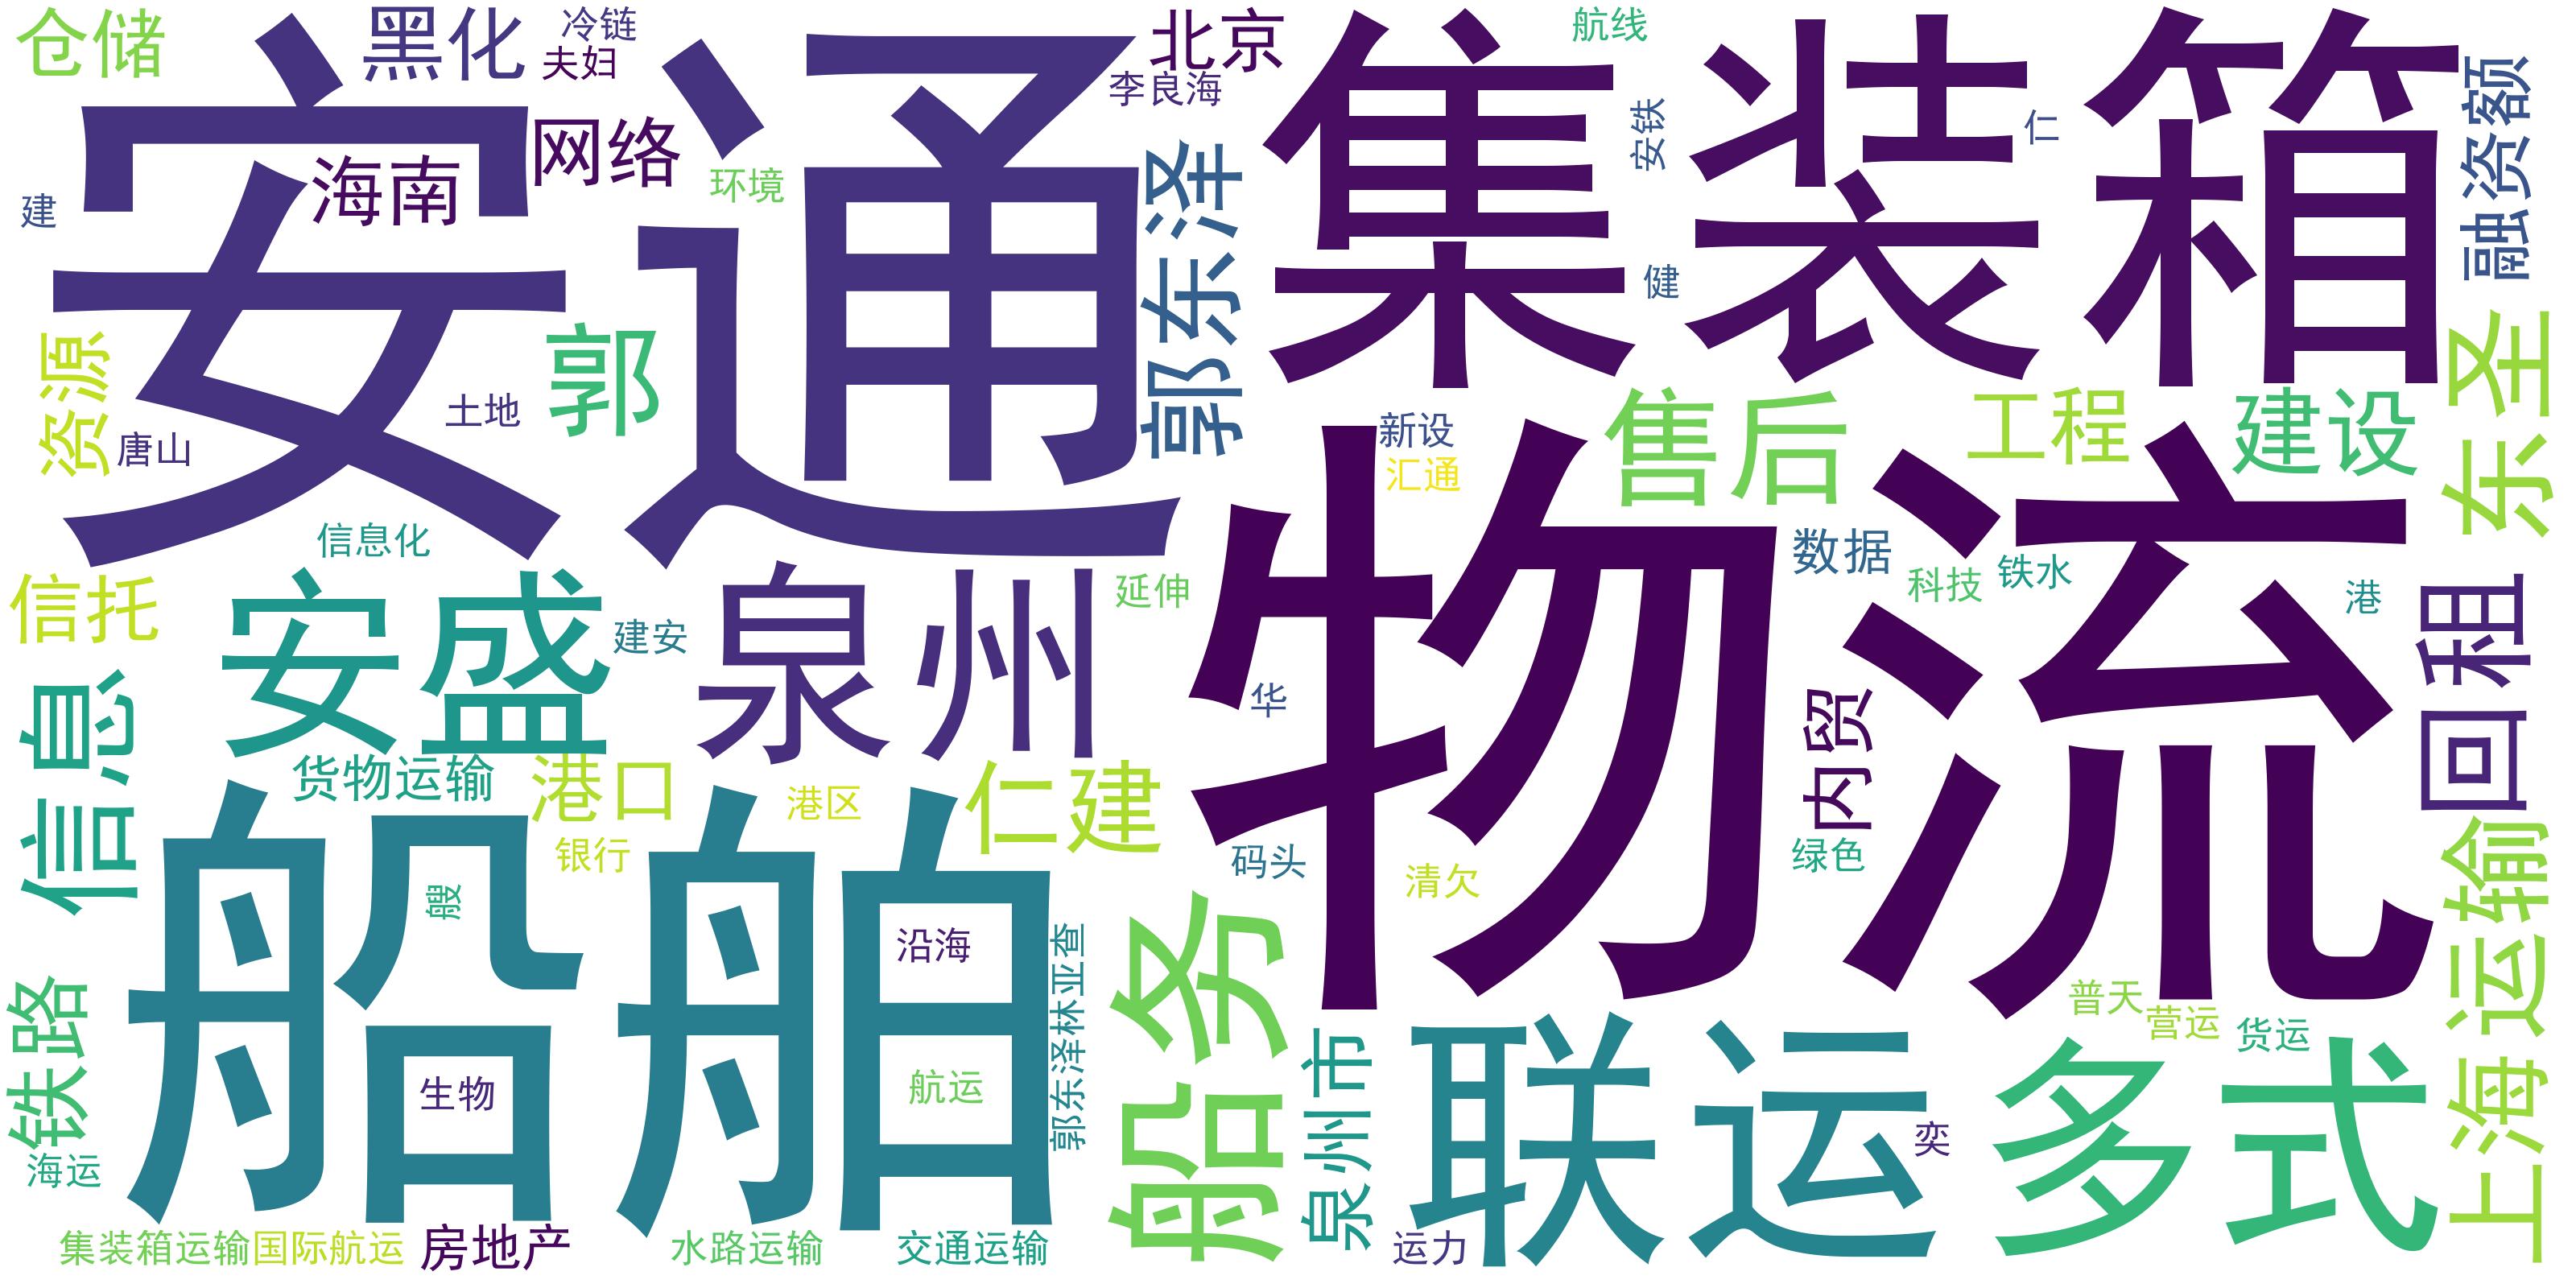 仓储
黑化
冷链
夫妇
北京
李良海
航线
安通
集装箱
海南
网络
环境
建
郭东泽
安铁
仁
健
融资额
资源
唐山
土地
郭
新设
汇通
售后
工程
建设
东圣
物流
信息化
信托
安盛
建安
泉州
延伸
数据
科技
铁水
港
回租
信息
货物运输
港口
银行
港区
仁建
华
码头
清欠
内贸
绿色
运输
船舶
艘
沿海
生物
航运
郭东泽林亚查
船务
铁路
海运
泉州市
联运
多式
普天
营运
货运
奕
上海
集装箱运输
国际航运
房地产
水路运输
交通运输
运力